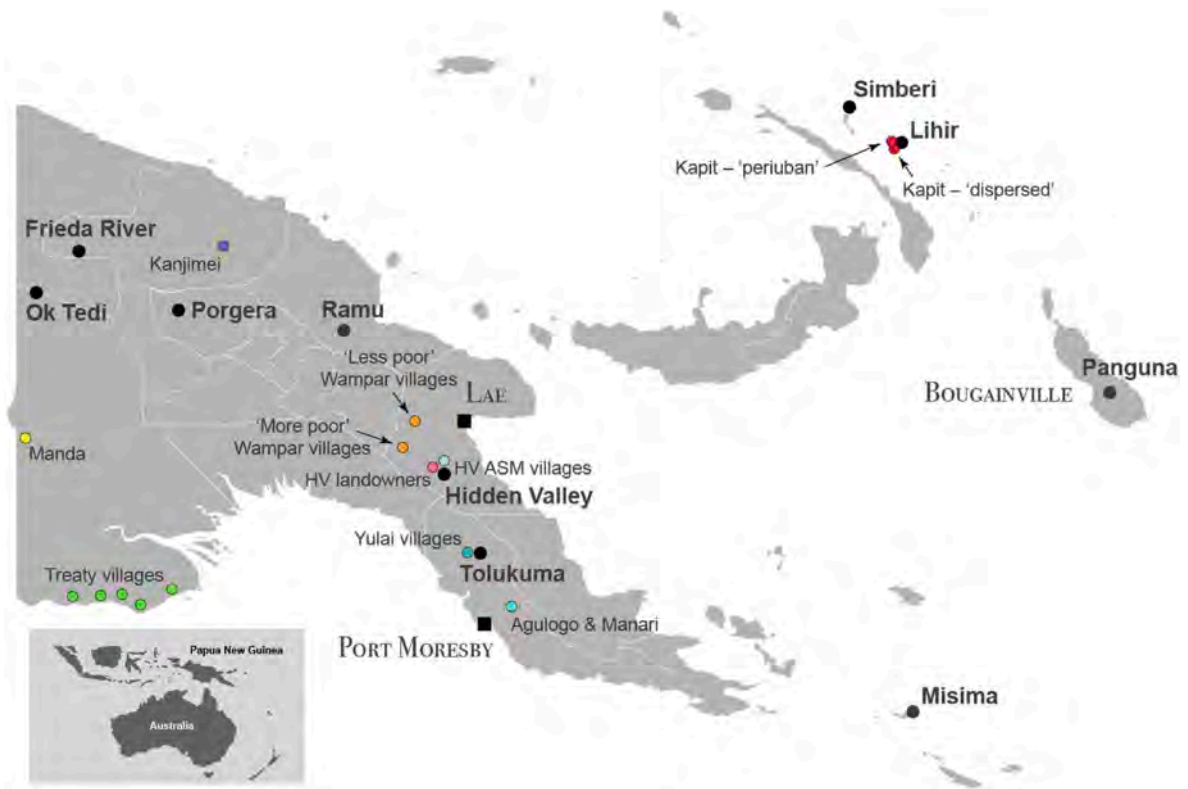 Simberi
Lihir
Kapit – 'periuban'
Kapit – 'dispersed'
Frieda River
Kanjimei
Ok Tedi
Porgera
Ramu
'Less poor'
Wampar villages
LAE
Panguna
BOUGAINVILLE
'More poor'
Wampar villages
Manda
HV ASM villages
HV landowners
Hidden Valley
Yulai villages
Tolukuma
Treaty villages
Agulogo & Manari
PORT MORESBY
Papua New Guinea
Australia
Misima